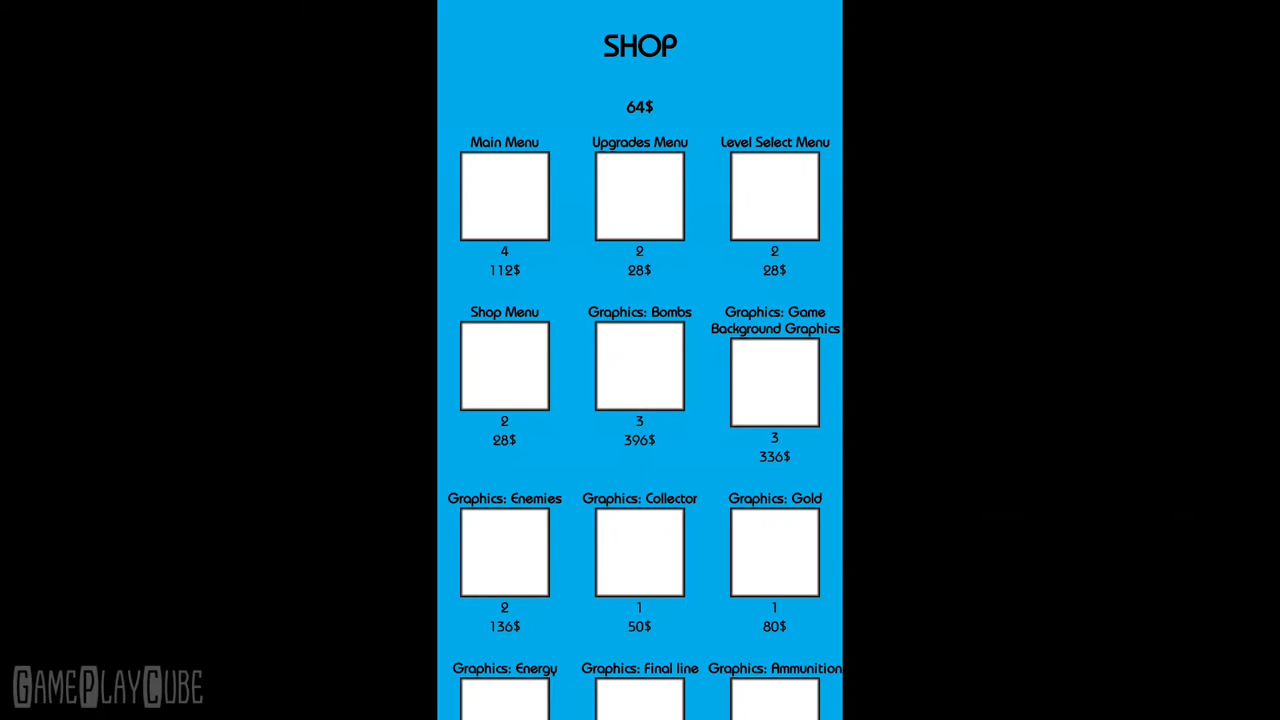 SHOP
64$
Main Menu
Upgrades Menu
Level Select Menu
4
2
2
112$
28$
28$
Shop Menu
Graphics: Bombs
Graphics: Game
Background Graphics
2
3
3
28$
396$
336$
Graphics: Enemies
Graphics: Collector
Graphics: Gold
2
1
1
136$
50$
80$
Graphics: Energy
Graphics: Final line
Graphics: Ammunition
GAMEPLAYCUBE